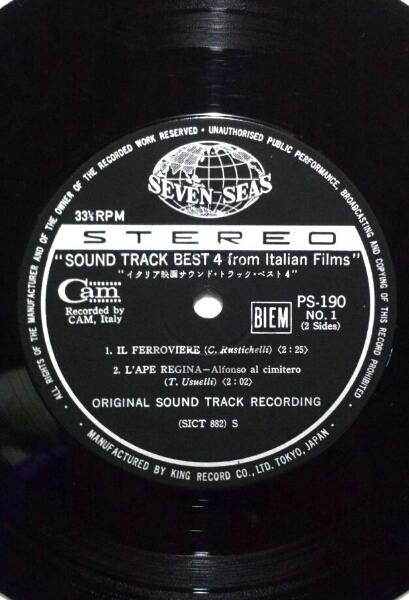 ALL RIGHTS OF THE MANUFACTURER AND OF THE OWNER OF THE RECORDED WORK RESERVED • UNAUTHORISED PUBLIC PERFORMANCE, BROADCASTING AND COPYING OF THIS RECORD PROHIBITED.
SEVEN SEAS
33⅓ RPM
STEREO
"SOUND TRACK BEST 4 from Italian Films"
"イタリア映画サウンド・トラック・ベスト4"
Cam
Recorded by
CAM, Italy
BIEM
PS-190
NO. 1
(2 Sides)
1. IL FERROVIERE (C. Rustichelli) 〈2:25〉
2. L'APE REGINA—Alfonso al cimitero
(T. Usuelli) 〈2:02〉
ORIGINAL SOUND TRACK RECORDING
(SICT 882) S
• MANUFACTURED BY KING RECORD CO., LTD. TOKYO, JAPAN •